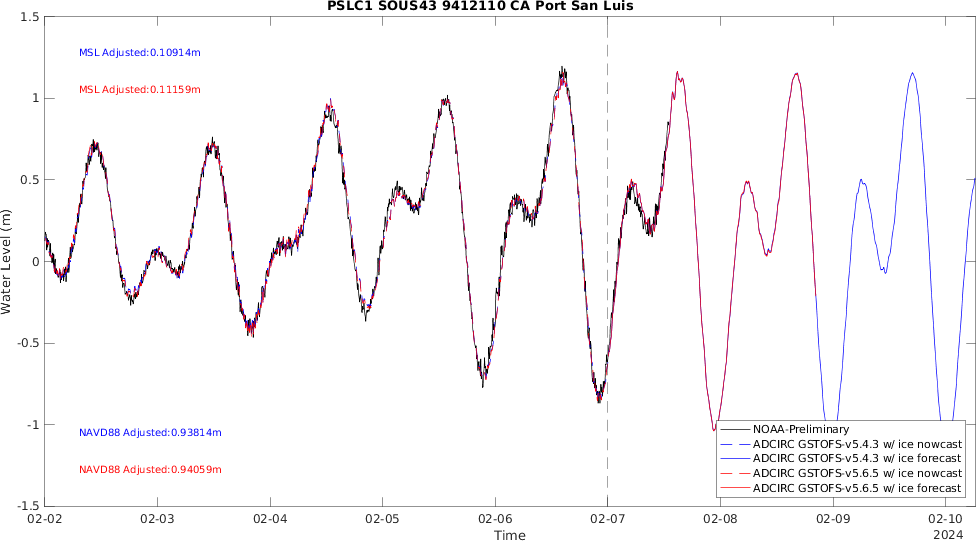 PSLC1 SOUS43 9412110 CA Port San Luis
1.5
MSL Adjusted:0.10914m
MSL Adjusted:0.11159m
1
0.5
0
-0.5
-1
-1.5
Water Level (m)
NAVD88 Adjusted:0.93814m
NAVD88 Adjusted:0.94059m
NOAA-Preliminary
ADCIRC GSTOFS-v5.4.3 w/ ice nowcast
ADCIRC GSTOFS-v5.4.3 w/ ice forecast
ADCIRC GSTOFS-v5.6.5 w/ ice nowcast
ADCIRC GSTOFS-v5.6.5 w/ ice forecast
02-02 02-03 02-04 02-05 02-06 02-07 02-08 02-09 02-10
Time 2024